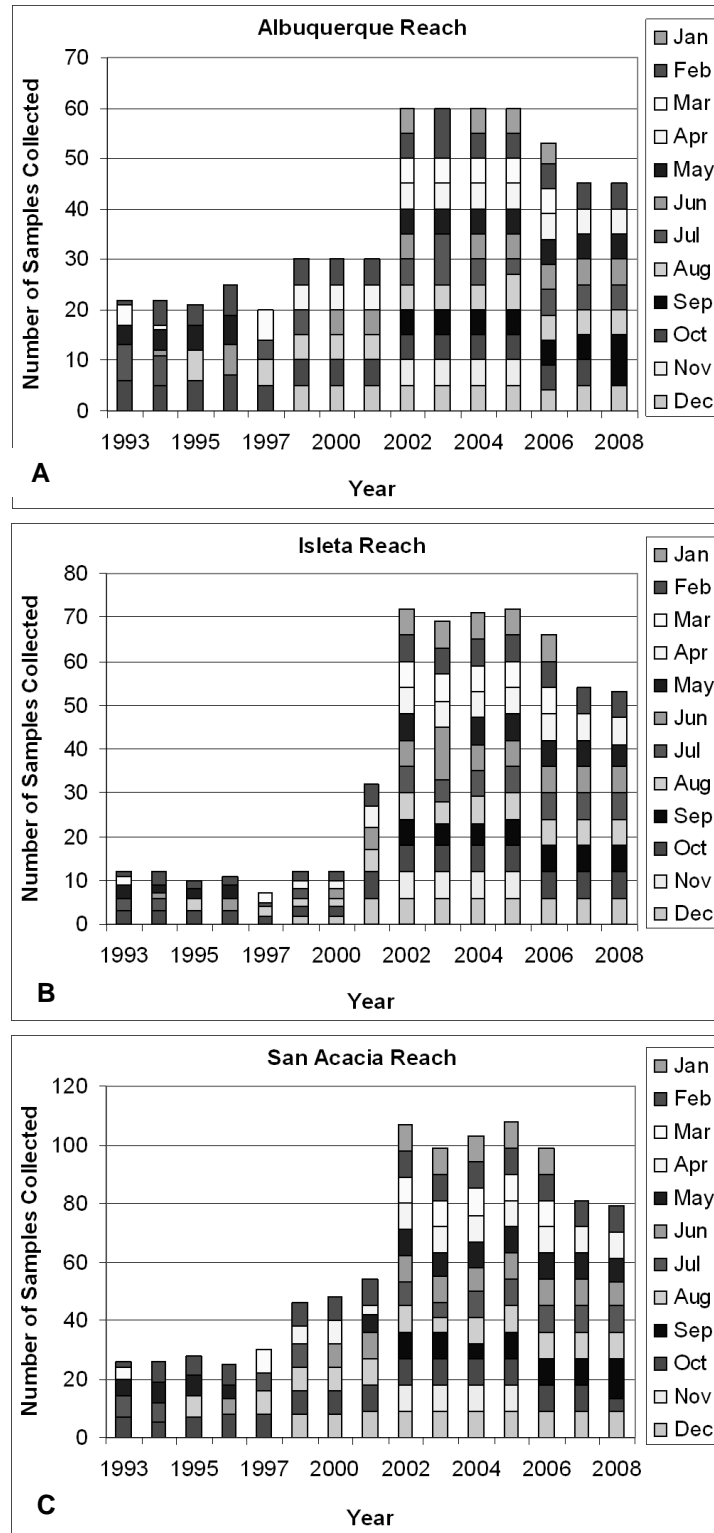 Albuquerque Reach
Number of Samples Collected
70
60
50
40
30
20
10
0
1993 1995 1997 2000 2002 2004 2006 2008
Year
A
Jan
Feb
Mar
Apr
May
Jun
Jul
Aug
Sep
Oct
Nov
Dec
Isleta Reach
Number of Samples Collected
80
70
60
50
40
30
20
10
0
1993 1995 1997 2000 2002 2004 2006 2008
Year
B
Jan
Feb
Mar
Apr
May
Jun
Jul
Aug
Sep
Oct
Nov
Dec
San Acacia Reach
Number of Samples Collected
120
100
80
60
40
20
0
1993 1995 1997 2000 2002 2004 2006 2008
Year
C
Jan
Feb
Mar
Apr
May
Jun
Jul
Aug
Sep
Oct
Nov
Dec